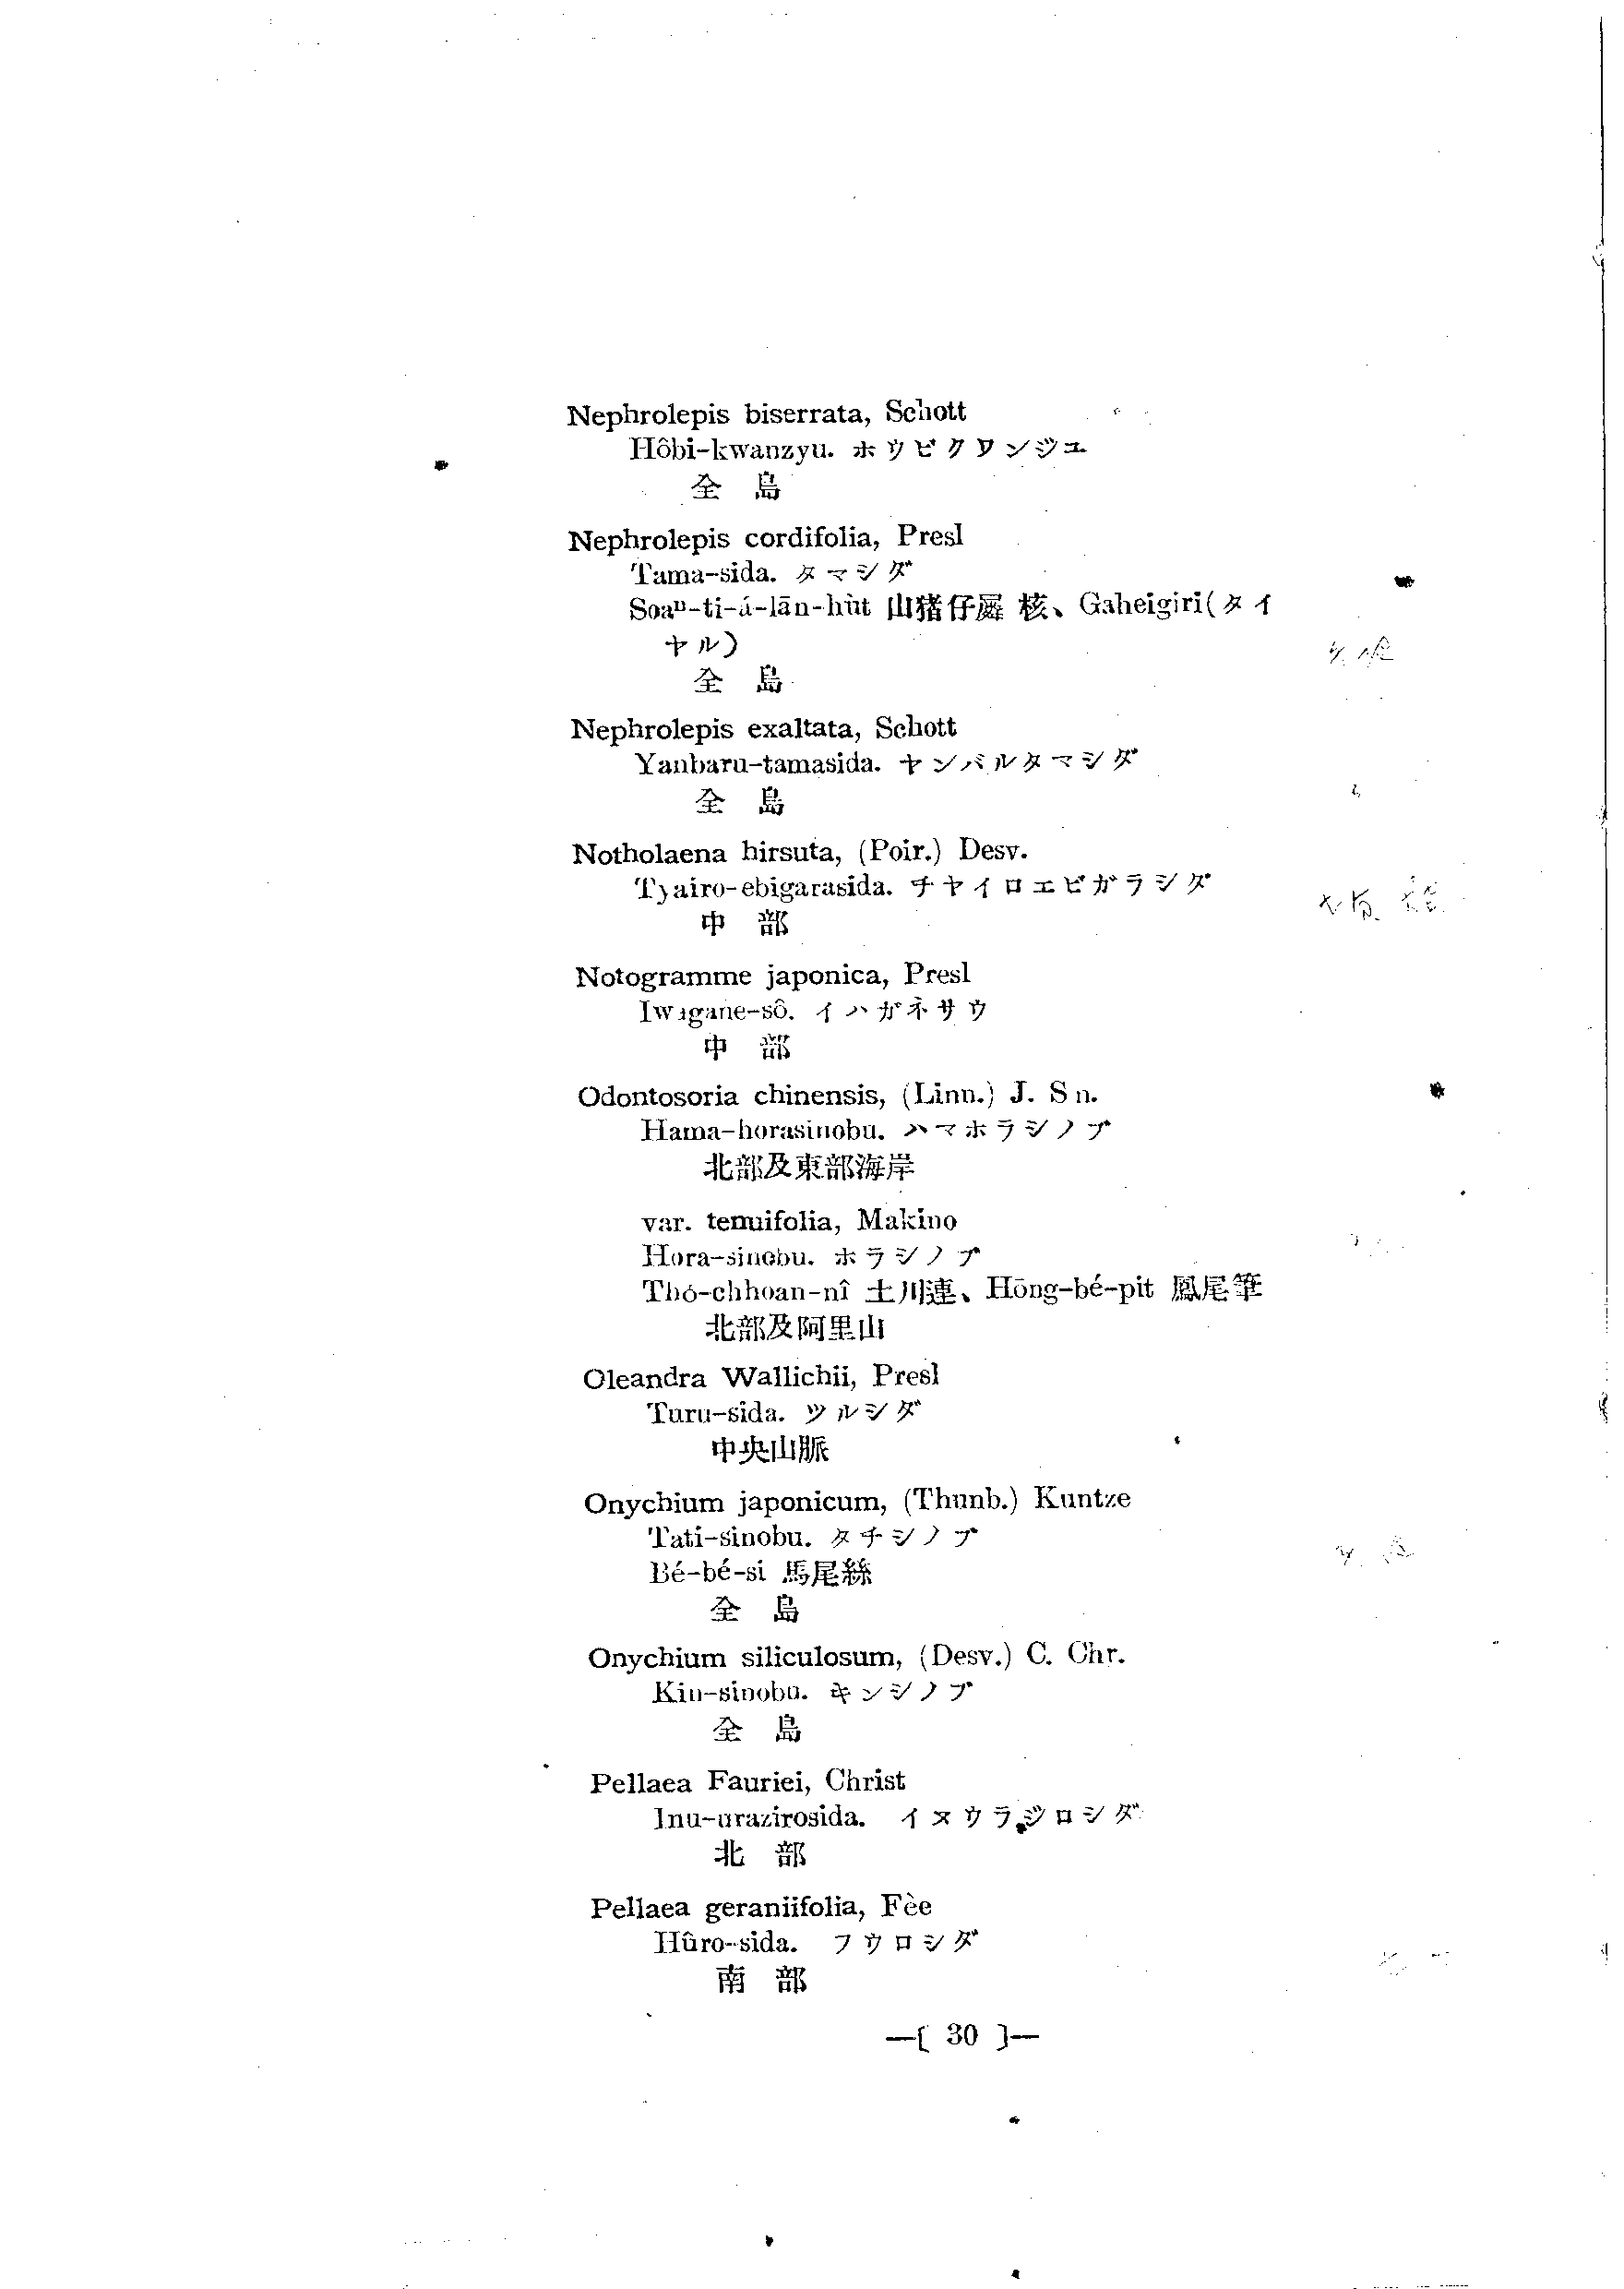 Nephrolepis biserrata, Schott
Hôbi-kwanzyu. ホウビクワンジユ
全 島
Nephrolepis cordifolia, Presl
Tama-sida. タマシダ
Soaⁿ-ti-á-lān-hu̍t 山猪仔羼核、Gaheigiri(タイ
ヤル)
全 島
Nephrolepis exaltata, Schott
Yanbaru-tamasida. ヤンバルタマシダ
全 島
Notholaena hirsuta, (Poir.) Desv.
Tyairo-ebigarasida. チヤイロエビガラシダ
中 部
Notogramme japonica, Presl
Iwagane-sô. イハガネサウ
中 部
Odontosoria chinensis, (Linn.) J. Sm.
Hama-horasinobu. ハマホラシノブ
北部及東部海岸
var. tenuifolia, Makino
Hora-sinobu. ホラシノブ
Thó-chhoan-nî 土川連、Hōng-bé-pit 鳳尾筆
北部及阿里山
Oleandra Wallichii, Presl
Turu-sida. ツルシダ
中央山脈
Onychium japonicum, (Thunb.) Kuntze
Tati-sinobu. タチシノブ
Bé-bé-si 馬尾絲
全 島
Onychium siliculosum, (Desv.) C. Chr.
Kin-sinobu. キンシノブ
全 島
Pellaea Fauriei, Christ
Inu-urazirosida. イヌウラジロシダ
北 部
Pellaea geraniifolia, Fèe
Hûro-sida. フウロシダ
南 部
—[ 30 ]—